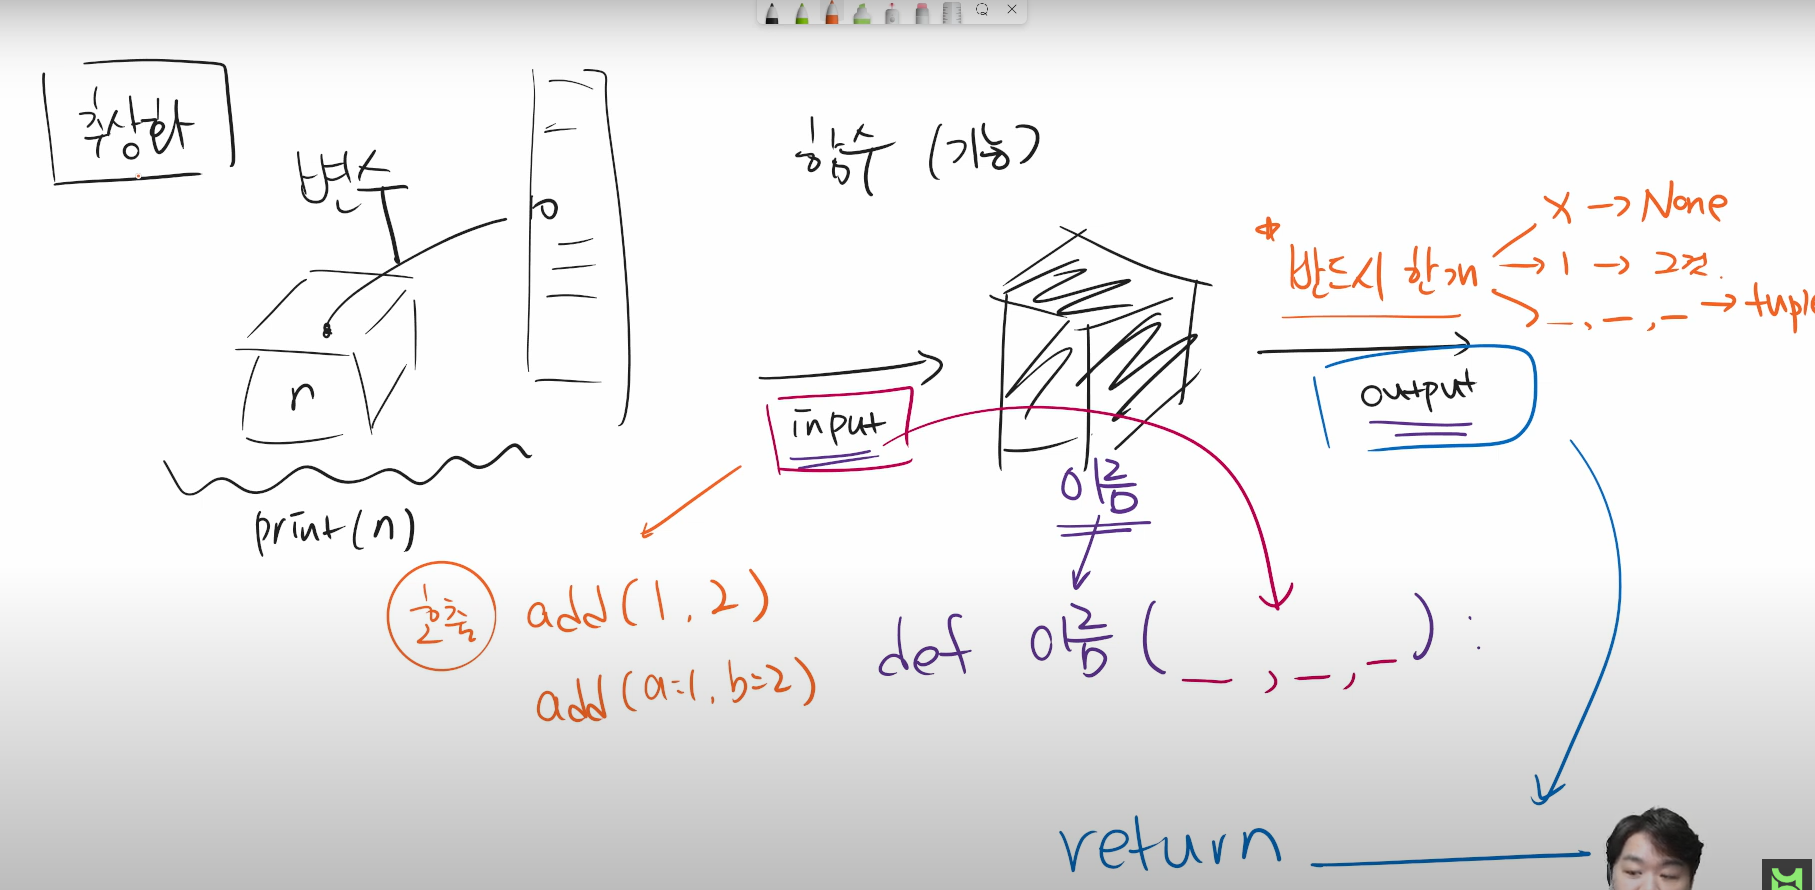 추상화
변수
10
n
print(n)
함수 (기능)
input
이름
output
* 반드시 한개
X → None
→ 1 → 그것.
_, _, _ → tuple
호출
add(1, 2)
add(a=1, b=2)
def 이름(_, _, _):
return